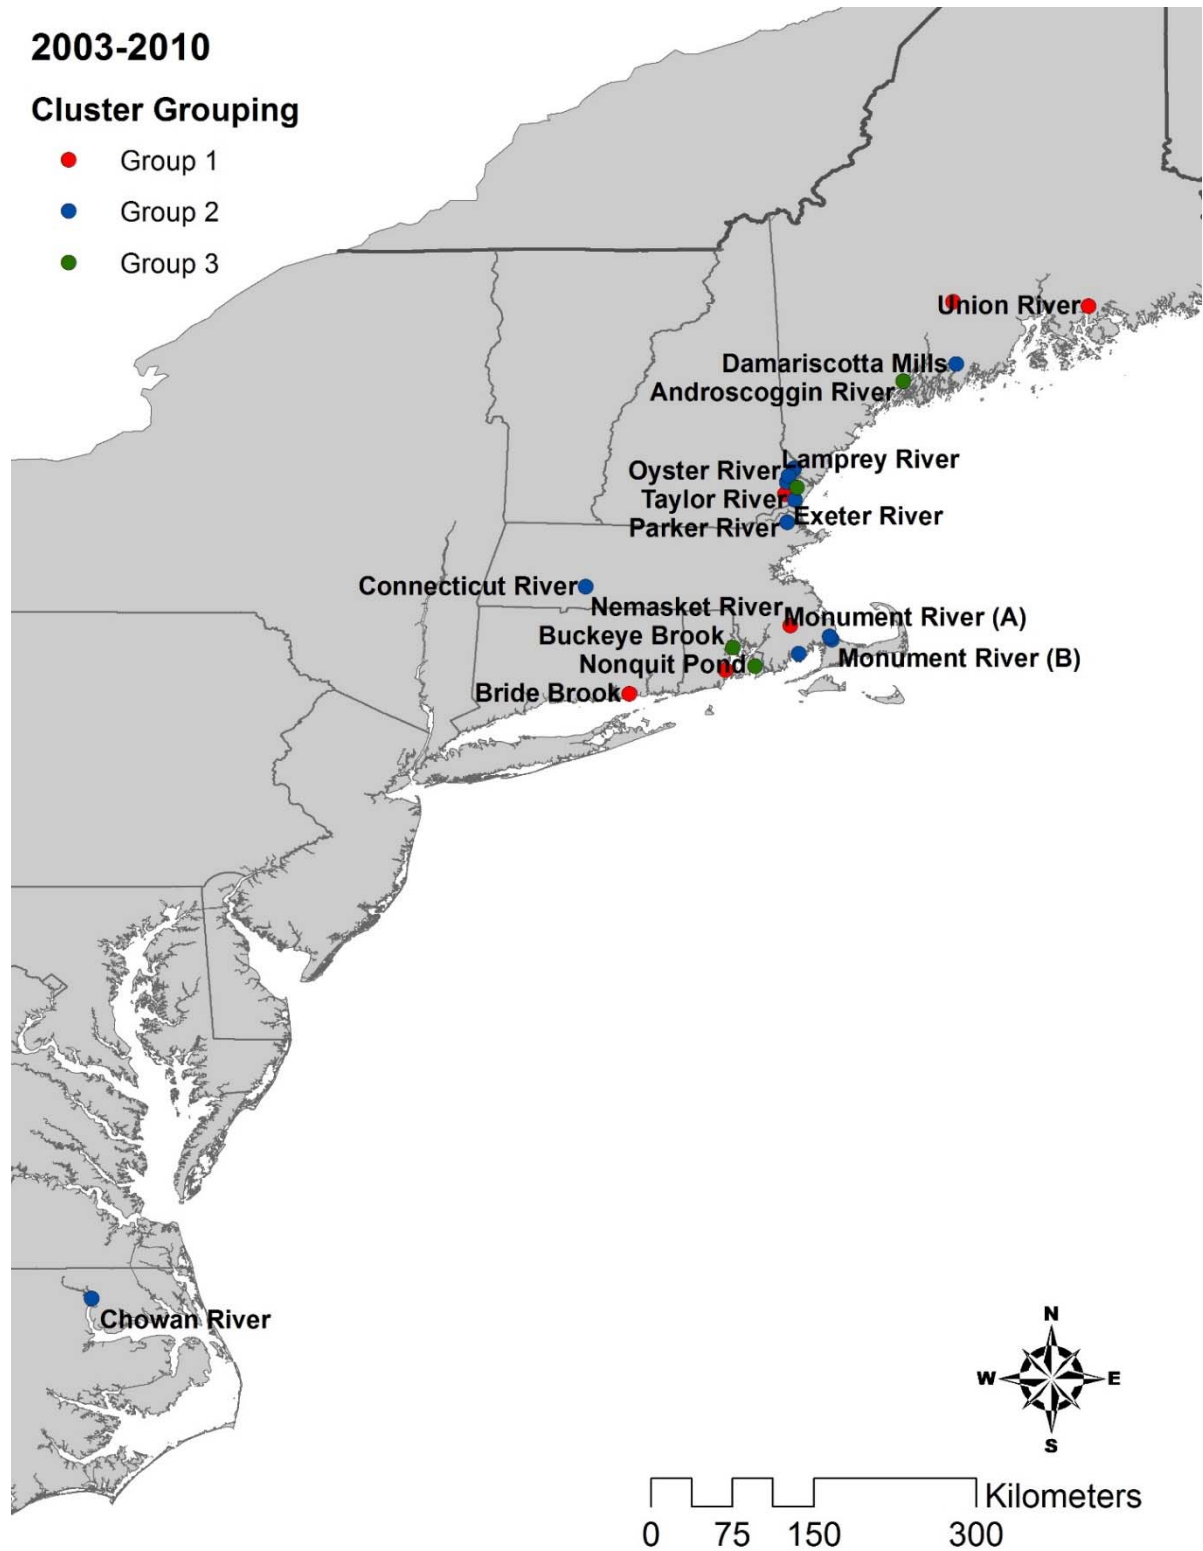 2003-2010
Cluster Grouping
Group 1
Group 2
Group 3
Union River
Damariscotta Mills
Androscoggin River
Lamprey River
Oyster River
Taylor River
Exeter River
Parker River
Connecticut River
Nemasket River
Monument River (A)
Buckeye Brook
Monument River (B)
Nonquit Pond
Bride Brook
Chowan River
N
W E
S
Kilometers
0 75 150 300